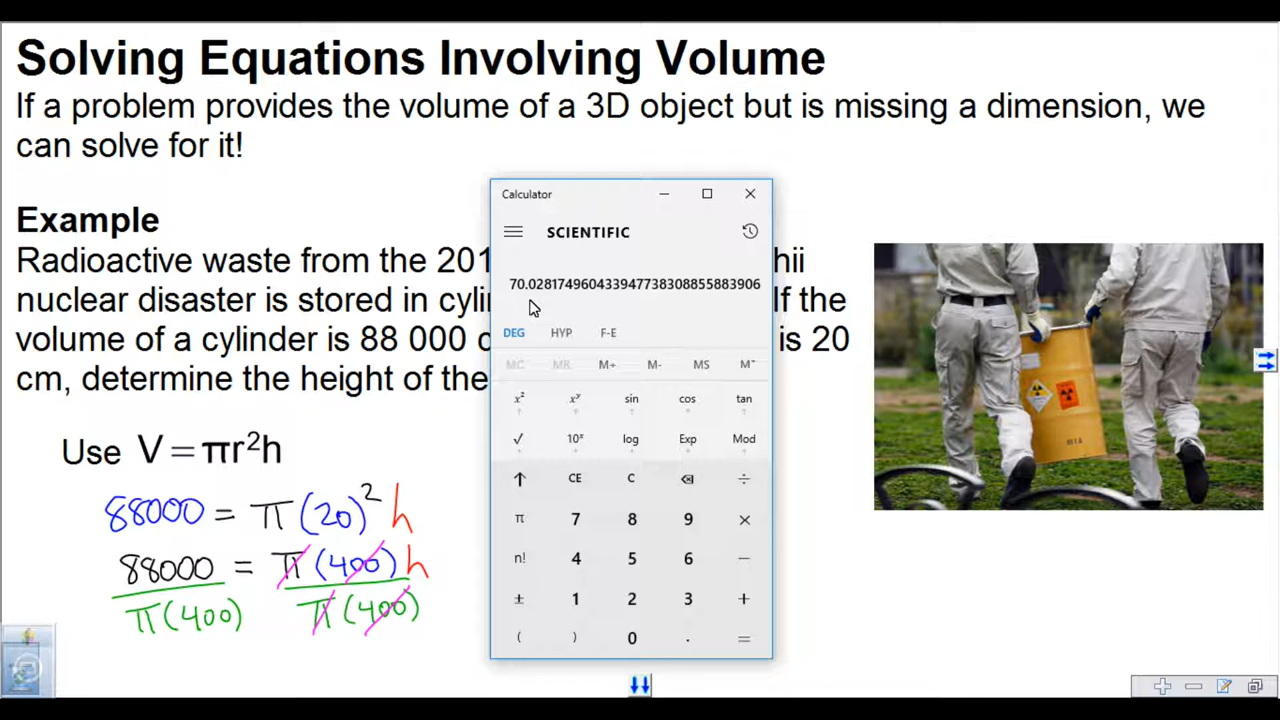 Solving Equations Involving Volume
If a problem provides the volume of a 3D object but is missing a dimension, we
can solve for it!
Example
Radioactive waste from the 201 hii
nuclear disaster is stored in cylin If the
volume of a cylinder is 88 000 c is 20
cm, determine the height of the
Use V=πr²h
88000 = π(20)² h
88000 = π(400) h
π(400) π(400)
Calculator
SCIENTIFIC
70.028174960433947738308855883906
DEG HYP F-E
MC MR M+ M- MS M˅
x² xʸ sin cos tan
√ 10ˣ log Exp Mod
↑ CE C ⌫ ÷
π 7 8 9 ×
n! 4 5 6 −
± 1 2 3 +
( ) 0 . =